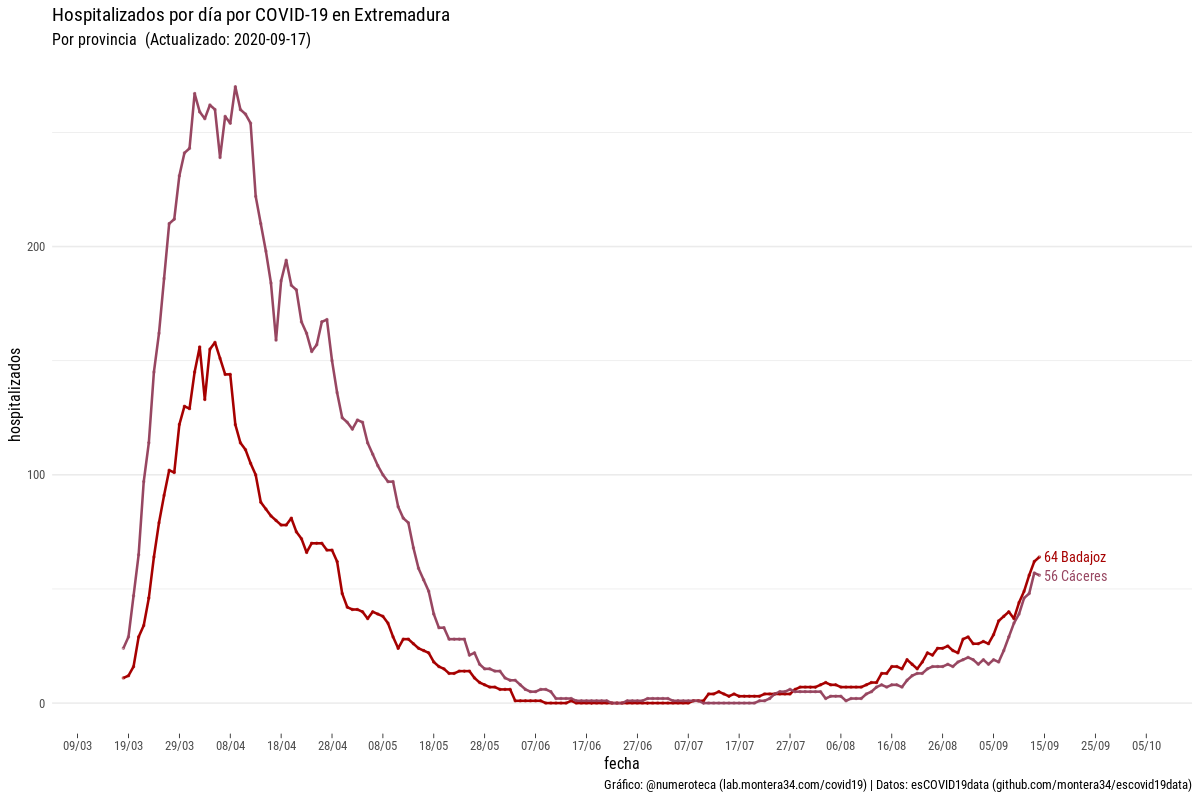 Hospitalizados por día por COVID-19 en Extremadura
Por provincia (Actualizado: 2020-09-17)
hospitalizados
200
100
0
64 Badajoz
56 Cáceres
09/03 19/03 29/03 08/04 18/04 28/04 08/05 18/05 28/05 07/06 17/06 27/06 07/07 17/07 27/07 06/08 16/08 26/08 05/09 15/09 25/09 05/10
fecha
Gráfico: @numeroteca (lab.montera34.com/covid19) | Datos: esCOVID19data (github.com/montera34/escovid19data)